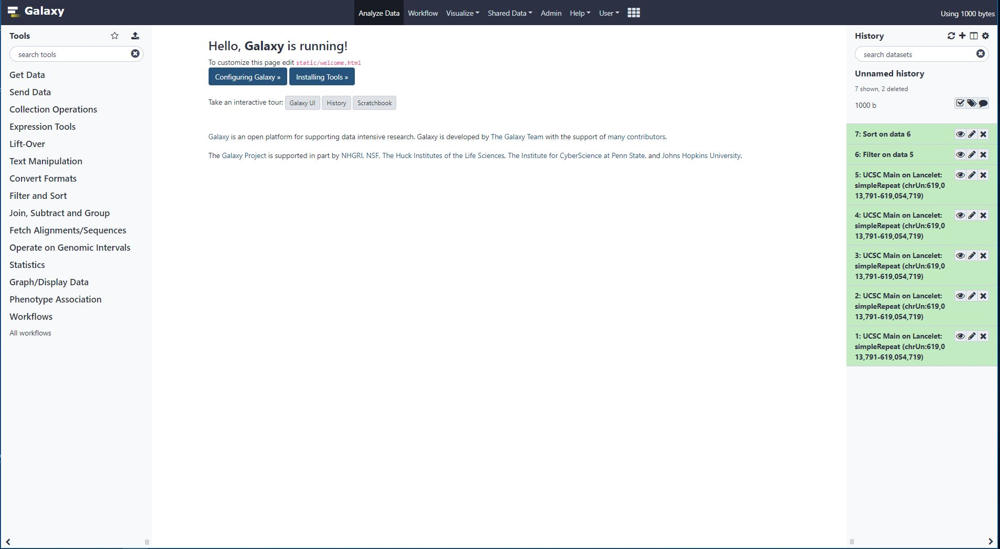 Galaxy
Analyze Data Workflow Visualize Shared Data Admin Help User
Using 1000 bytes
Tools
search tools
Get Data
Send Data
Collection Operations
Expression Tools
Lift-Over
Text Manipulation
Convert Formats
Filter and Sort
Join, Subtract and Group
Fetch Alignments/Sequences
Operate on Genomic Intervals
Statistics
Graph/Display Data
Phenotype Association
Workflows
All workflows
Hello, Galaxy is running!
To customize this page edit static/welcome.html
Configuring Galaxy » Installing Tools »
Take an interactive tour: Galaxy UI History Scratchbook
Galaxy is an open platform for supporting data intensive research. Galaxy is developed by The Galaxy Team with the support of many contributors.
The Galaxy Project is supported in part by NHGRI, NSF, The Huck Institutes of the Life Sciences, The Institute for CyberScience at Penn State, and Johns Hopkins University.
History
search datasets
Unnamed history
7 shown, 2 deleted
1000 b
7: Sort on data 6
6: Filter on data 5
5: UCSC Main on Lancelet:
simpleRepeat (chrUn:619,0
13,791-619,054,719)
4: UCSC Main on Lancelet:
simpleRepeat (chrUn:619,0
13,791-619,054,719)
3: UCSC Main on Lancelet:
simpleRepeat (chrUn:619,0
13,791-619,054,719)
2: UCSC Main on Lancelet:
simpleRepeat (chrUn:619,0
13,791-619,054,719)
1: UCSC Main on Lancelet:
simpleRepeat (chrUn:619,0
13,791-619,054,719)